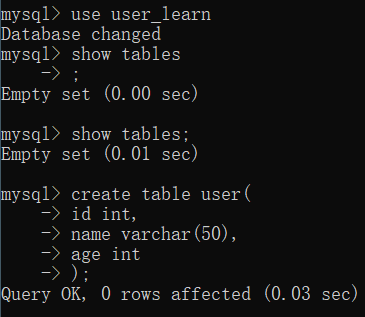 mysql> use user_learn
Database changed
mysql> show tables
    -> ;
Empty set (0.00 sec)

mysql> show tables;
Empty set (0.01 sec)

mysql> create table user(
    -> id int,
    -> name varchar(50),
    -> age int
    -> );
Query OK, 0 rows affected (0.03 sec)